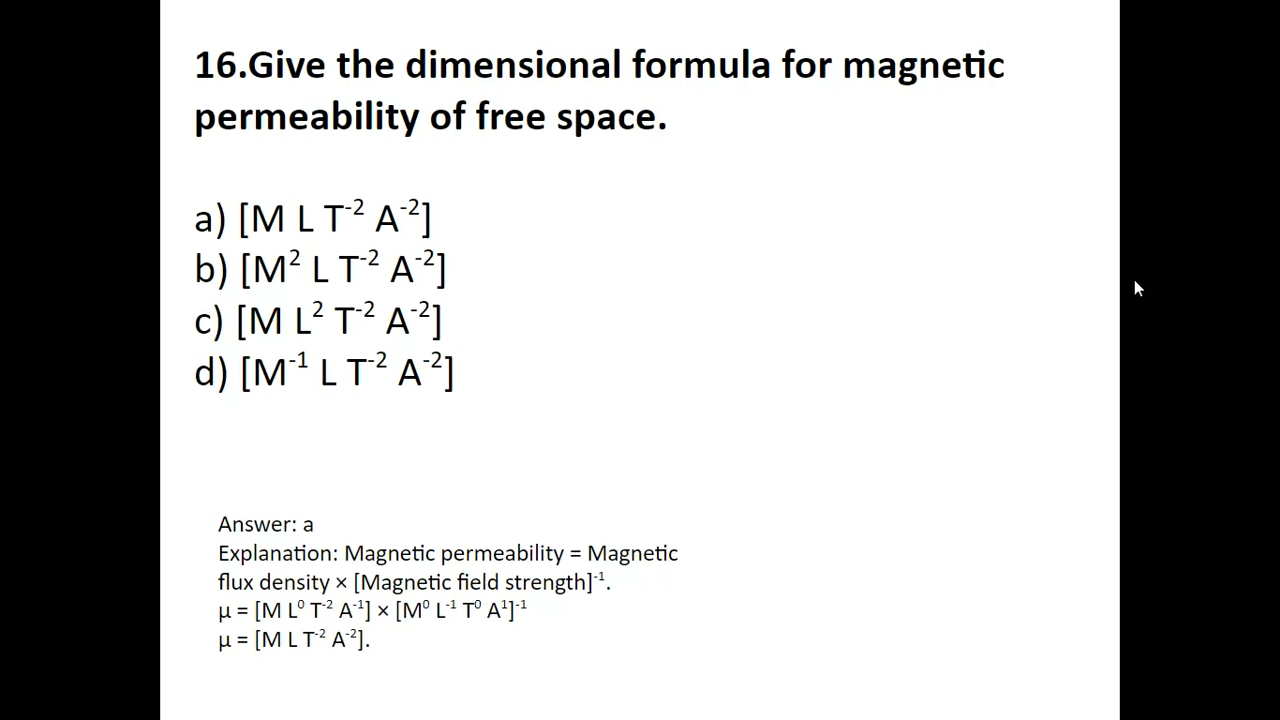 16.Give the dimensional formula for magnetic
permeability of free space.
a) [M L T⁻² A⁻²]
b) [M² L T⁻² A⁻²]
c) [M L² T⁻² A⁻²]
d) [M⁻¹ L T⁻² A⁻²]
Answer: a
Explanation: Magnetic permeability = Magnetic
flux density × [Magnetic field strength]⁻¹.
μ = [M L⁰ T⁻² A⁻¹] × [M⁰ L⁻¹ T⁰ A¹]⁻¹
μ = [M L T⁻² A⁻²].